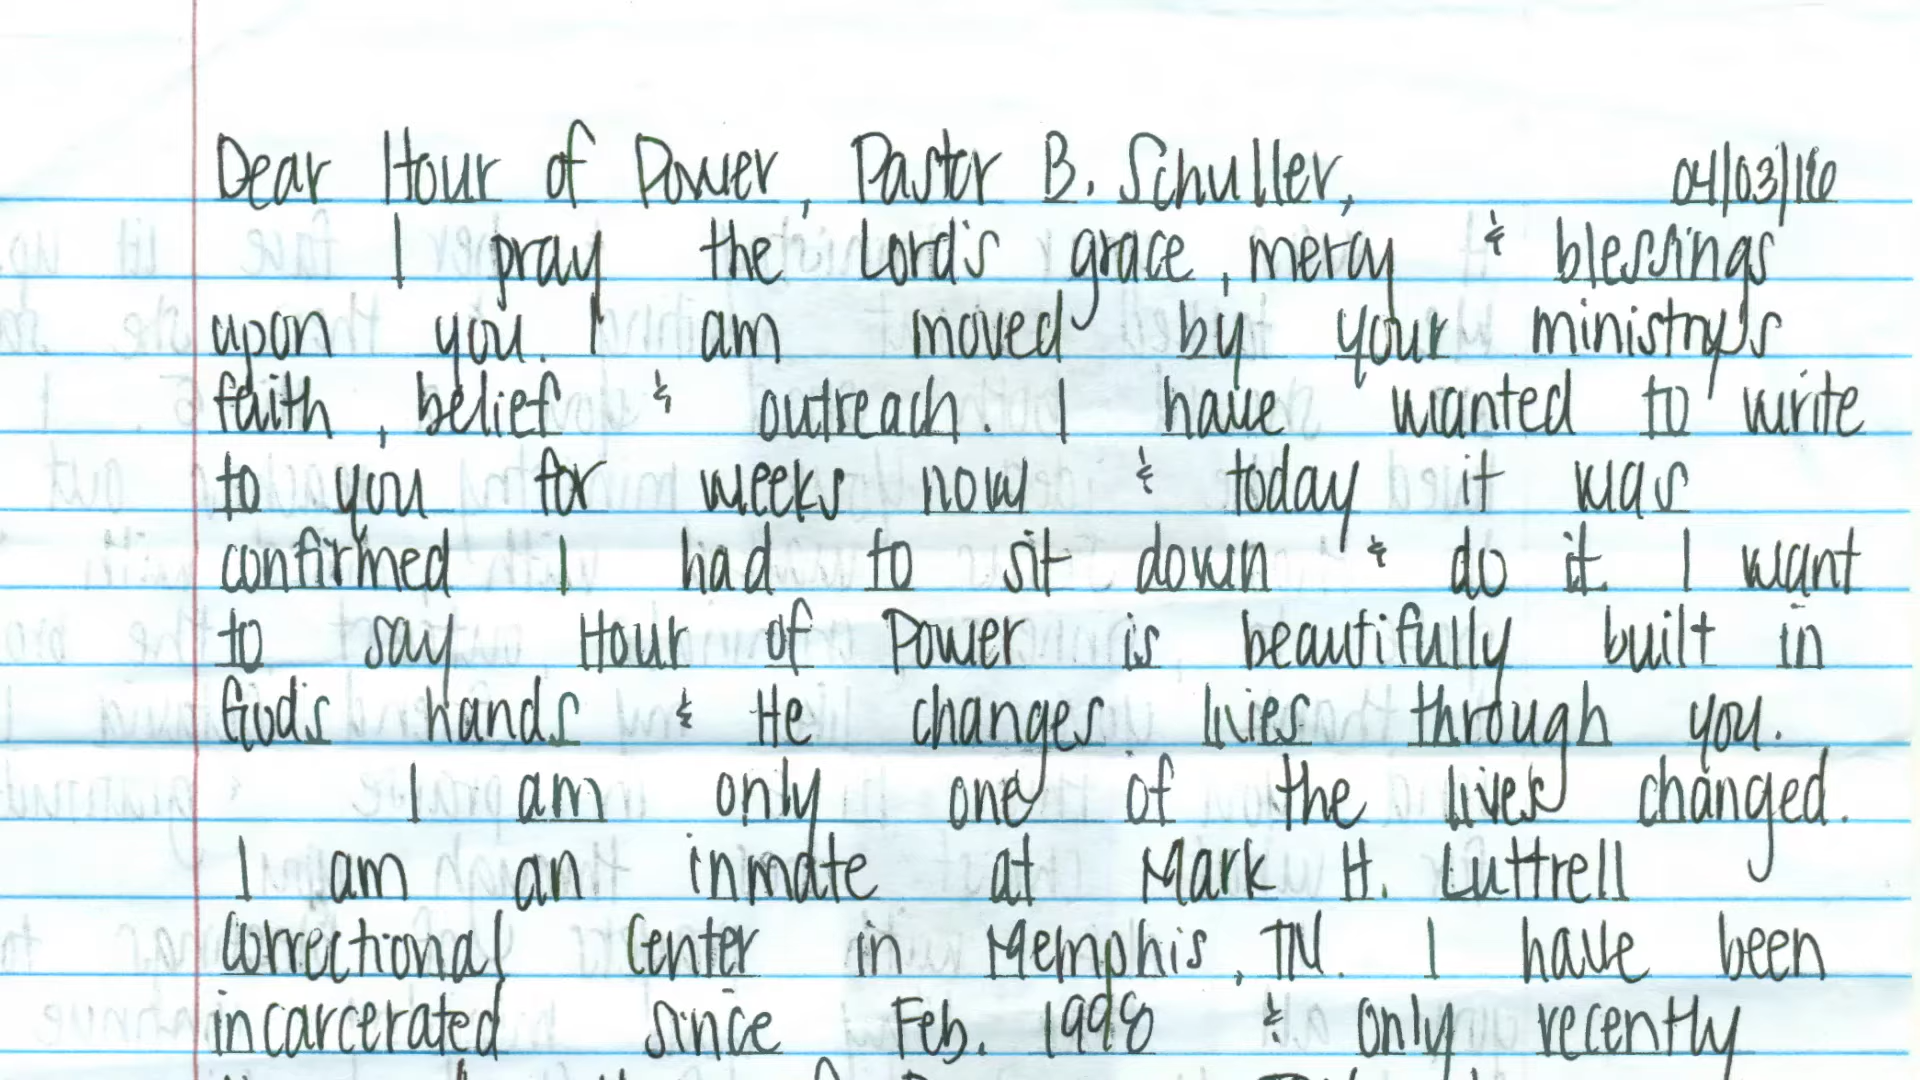 Dear Hour of Power, Pastor B. Schuller, 04/03/16
I pray the Lord's grace, mercy & blessings
upon you. I am moved by your ministry's
faith, belief & outreach. I have wanted to write
to you for weeks now & today it was
confirmed I had to sit down & do it. I want
to say Hour of Power is beautifully built in
God's hands & He changes lives through you.
I am only one of the lives changed.
I am an inmate at Mark H. Luttrell
Correctional Center in Memphis, TN. I have been
incarcerated since Feb. 1998 & only recently